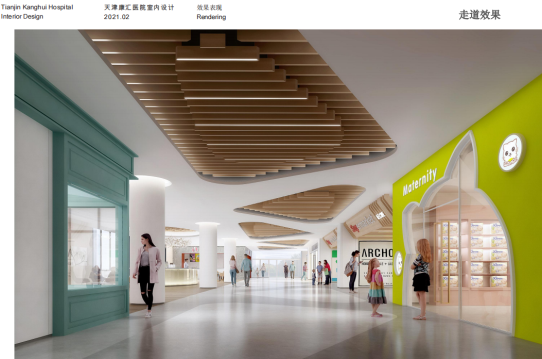 Tianjin Kanghui Hospital
Interior Design
天津康汇医院室内设计
2021.02
效果表现
Rendering
走道效果
Maternity
ARCHO